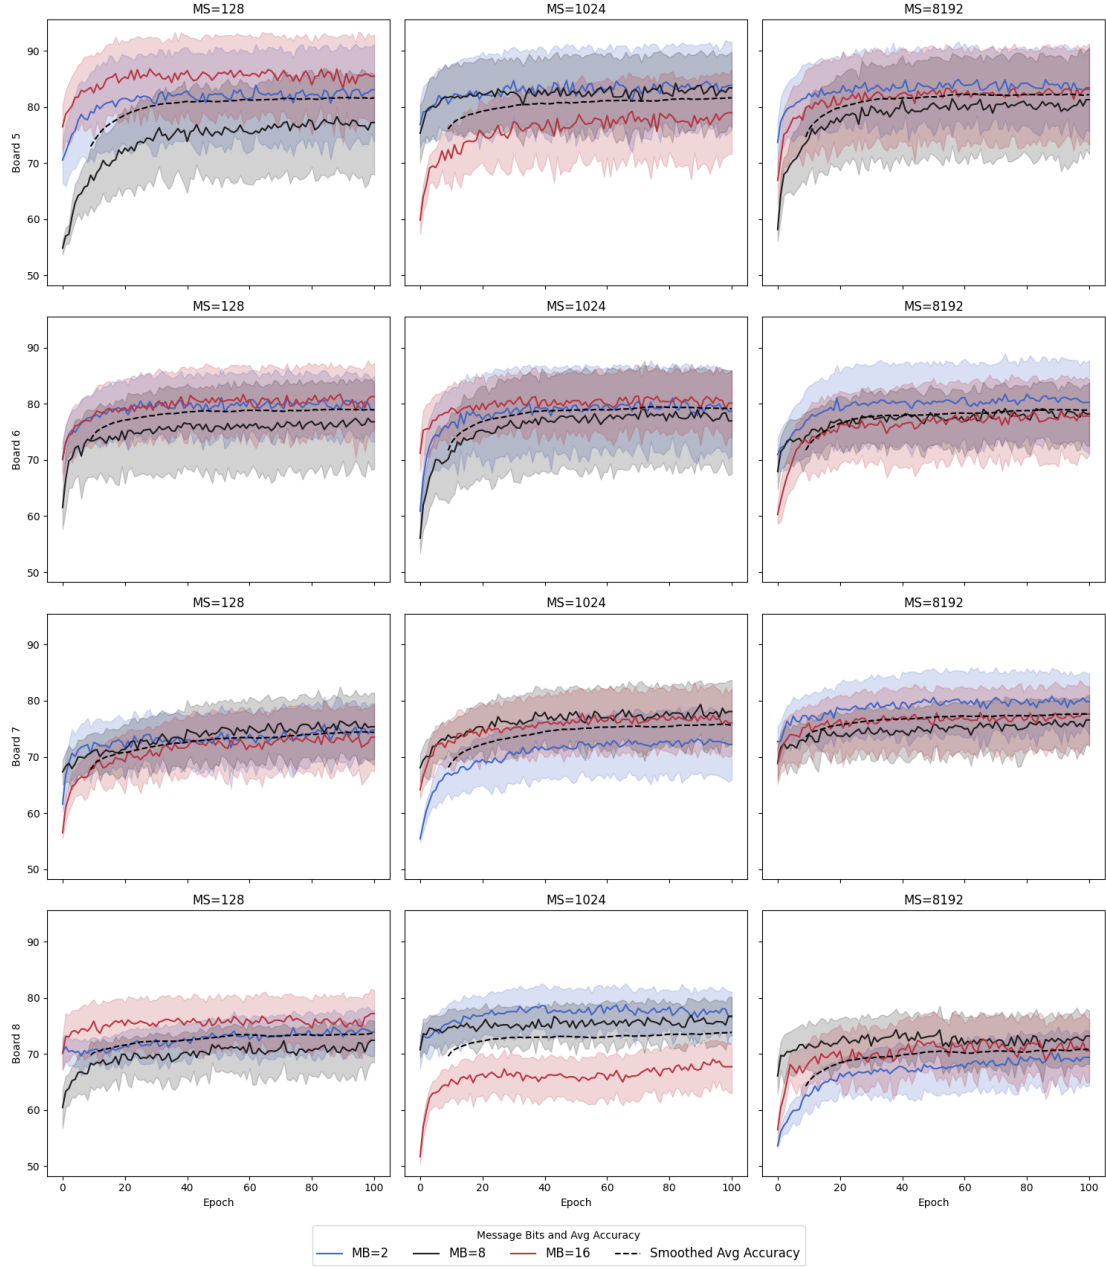 MS=128 MS=1024 MS=8192
90
80
70
60
50
Board 5
MS=128 MS=1024 MS=8192
90
80
70
60
50
Board 6
MS=128 MS=1024 MS=8192
90
80
70
60
50
Board 7
MS=128 MS=1024 MS=8192
90
80
70
60
50
Board 8
0 20 40 60 80 100 0 20 40 60 80 100 0 20 40 60 80 100
Epoch Epoch Epoch
Message Bits and Avg Accuracy
MB=2 MB=8 MB=16 Smoothed Avg Accuracy